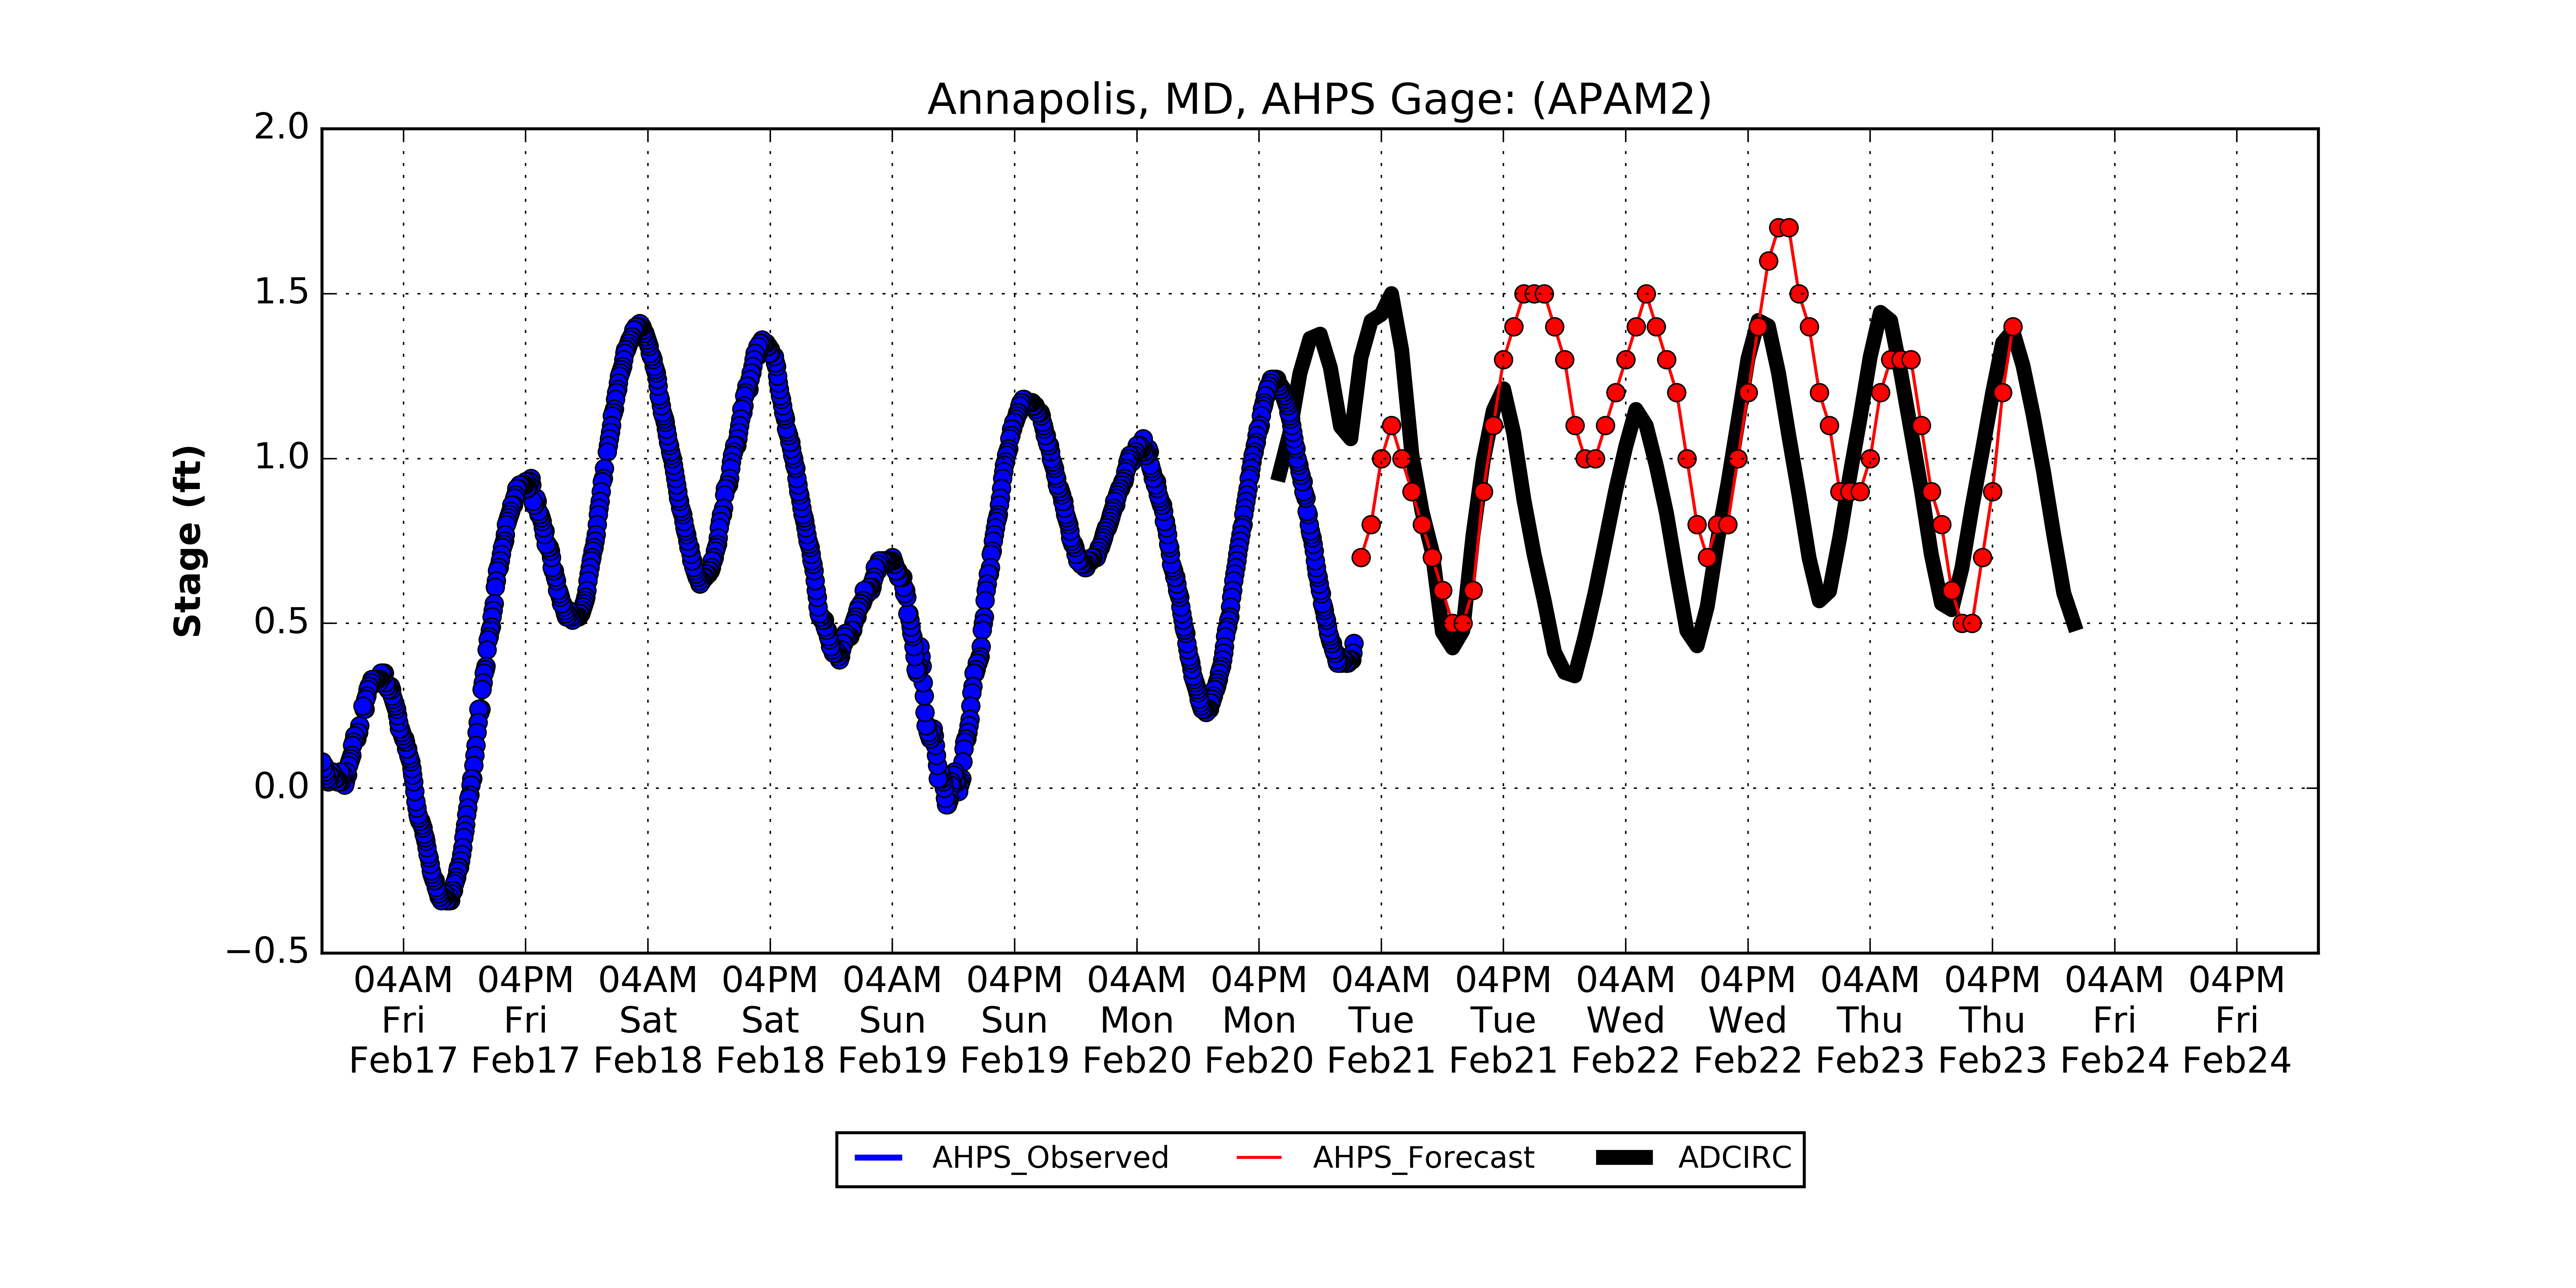 Annapolis, MD, AHPS Gage: (APAM2)
2.0
1.5
1.0
0.5
0.0
−0.5
Stage (ft)
04AM 04PM 04AM 04PM 04AM 04PM 04AM 04PM 04AM 04PM 04AM 04PM 04AM 04PM 04AM 04PM
Fri Fri Sat Sat Sun Sun Mon Mon Tue Tue Wed Wed Thu Thu Fri Fri
Feb17 Feb17 Feb18 Feb18 Feb19 Feb19 Feb20 Feb20 Feb21 Feb21 Feb22 Feb22 Feb23 Feb23 Feb24 Feb24
AHPS_Observed AHPS_Forecast ADCIRC